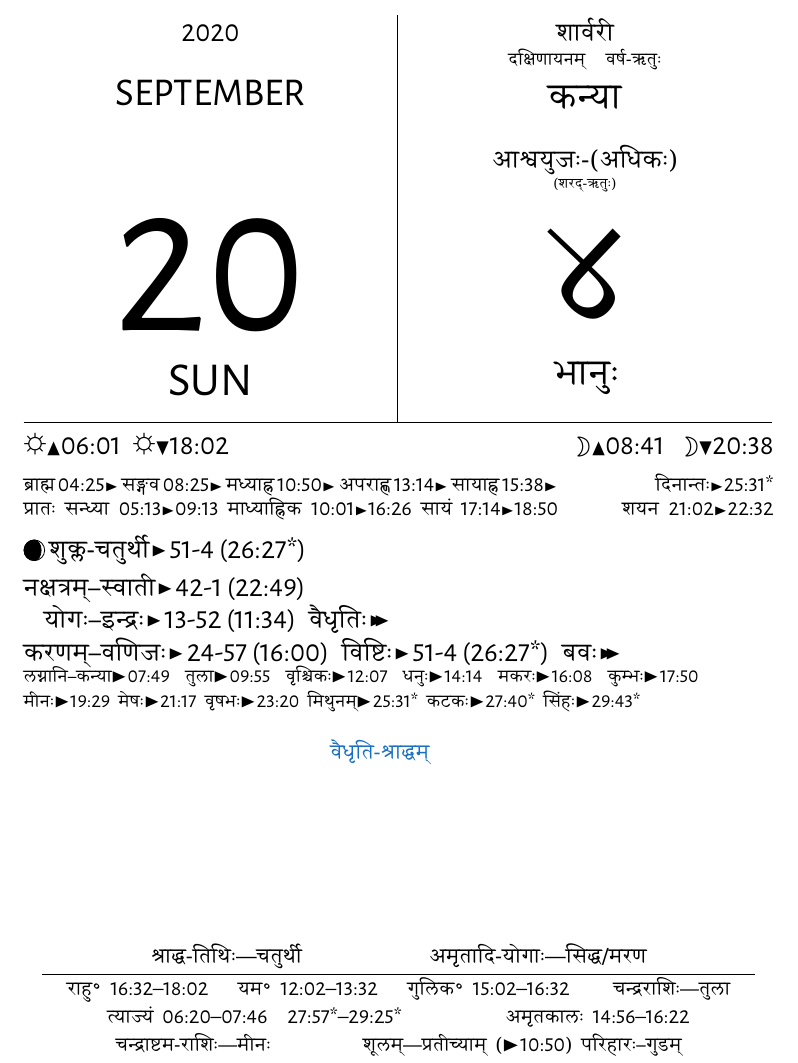 2020
SEPTEMBER
20
SUN
शार्वरी
दक्षिणायनम् वर्ष-ऋतुः
कन्या
आश्वयुजः-(अधिकः)
(शरद्-ऋतुः)
४
भानुः
☼▲06:01 ☼▼18:02 ☽▲08:41 ☽▼20:38
ब्राह्म 04:25► सङ्गव 08:25► मध्याह्न 10:50► अपराह्ण 13:14► सायाह्न 15:38► दिनान्तः►25:31*
प्रातः सन्ध्या 05:13►09:13 माध्याह्निक 10:01►16:26 सायं 17:14►18:50 शयन 21:02►22:32
शुक्ल-चतुर्थी►51-4 (26:27*)
नक्षत्रम्–स्वाती►42-1 (22:49)
योगः–इन्द्रः►13-52 (11:34) वैधृतिः►►
करणम्–वणिजः►24-57 (16:00) विष्टिः►51-4 (26:27*) बवः►►
लग्नानि–कन्या►07:49 तुला►09:55 वृश्चिकः►12:07 धनुः►14:14 मकरः►16:08 कुम्भः►17:50
मीनः►19:29 मेषः►21:17 वृषभः►23:20 मिथुनम्►25:31* कटकः►27:40* सिंहः►29:43*
वैधृति-श्राद्धम्
श्राद्ध-तिथिः—चतुर्थी अमृतादि-योगाः—सिद्ध/मरण
राहु° 16:32–18:02 यम° 12:02–13:32 गुलिक° 15:02–16:32 चन्द्रराशिः—तुला
त्याज्यं 06:20–07:46 27:57*–29:25* अमृतकालः 14:56–16:22
चन्द्राष्टम-राशिः—मीनः शूलम्—प्रतीच्याम् (►10:50) परिहारः–गुडम्